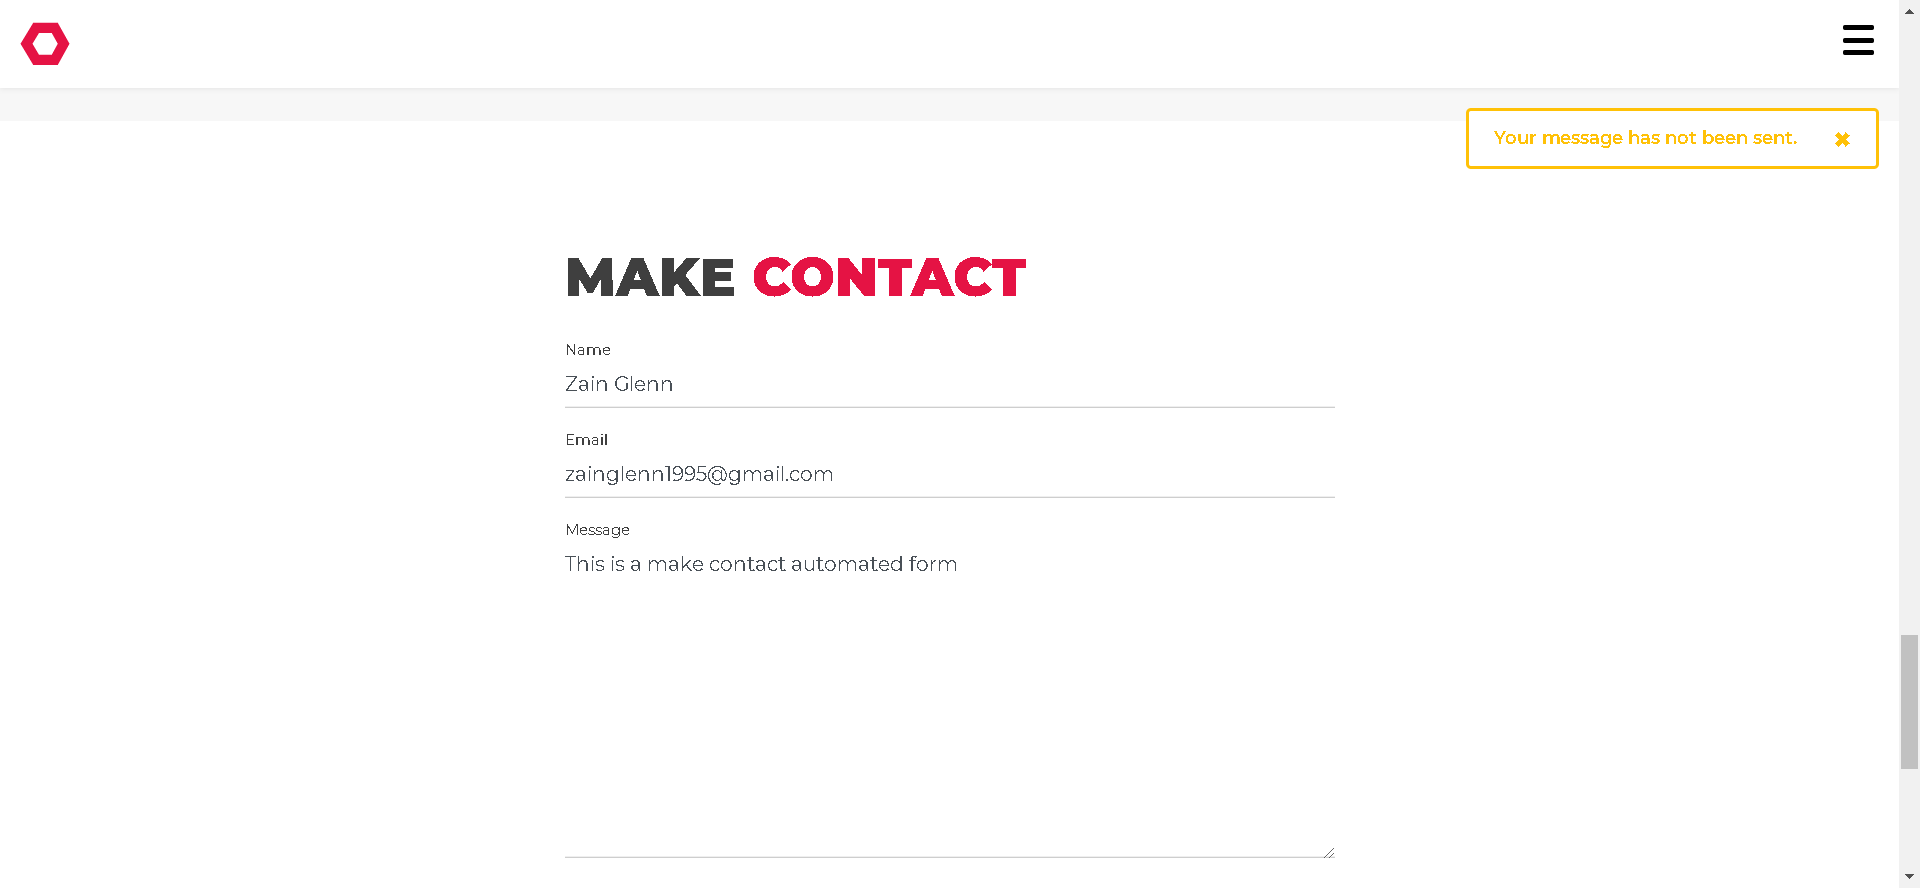 Your message has not been sent. ✖
MAKE CONTACT
Name
Zain Glenn
Email
zainglenn1995@gmail.com
Message
This is a make contact automated form